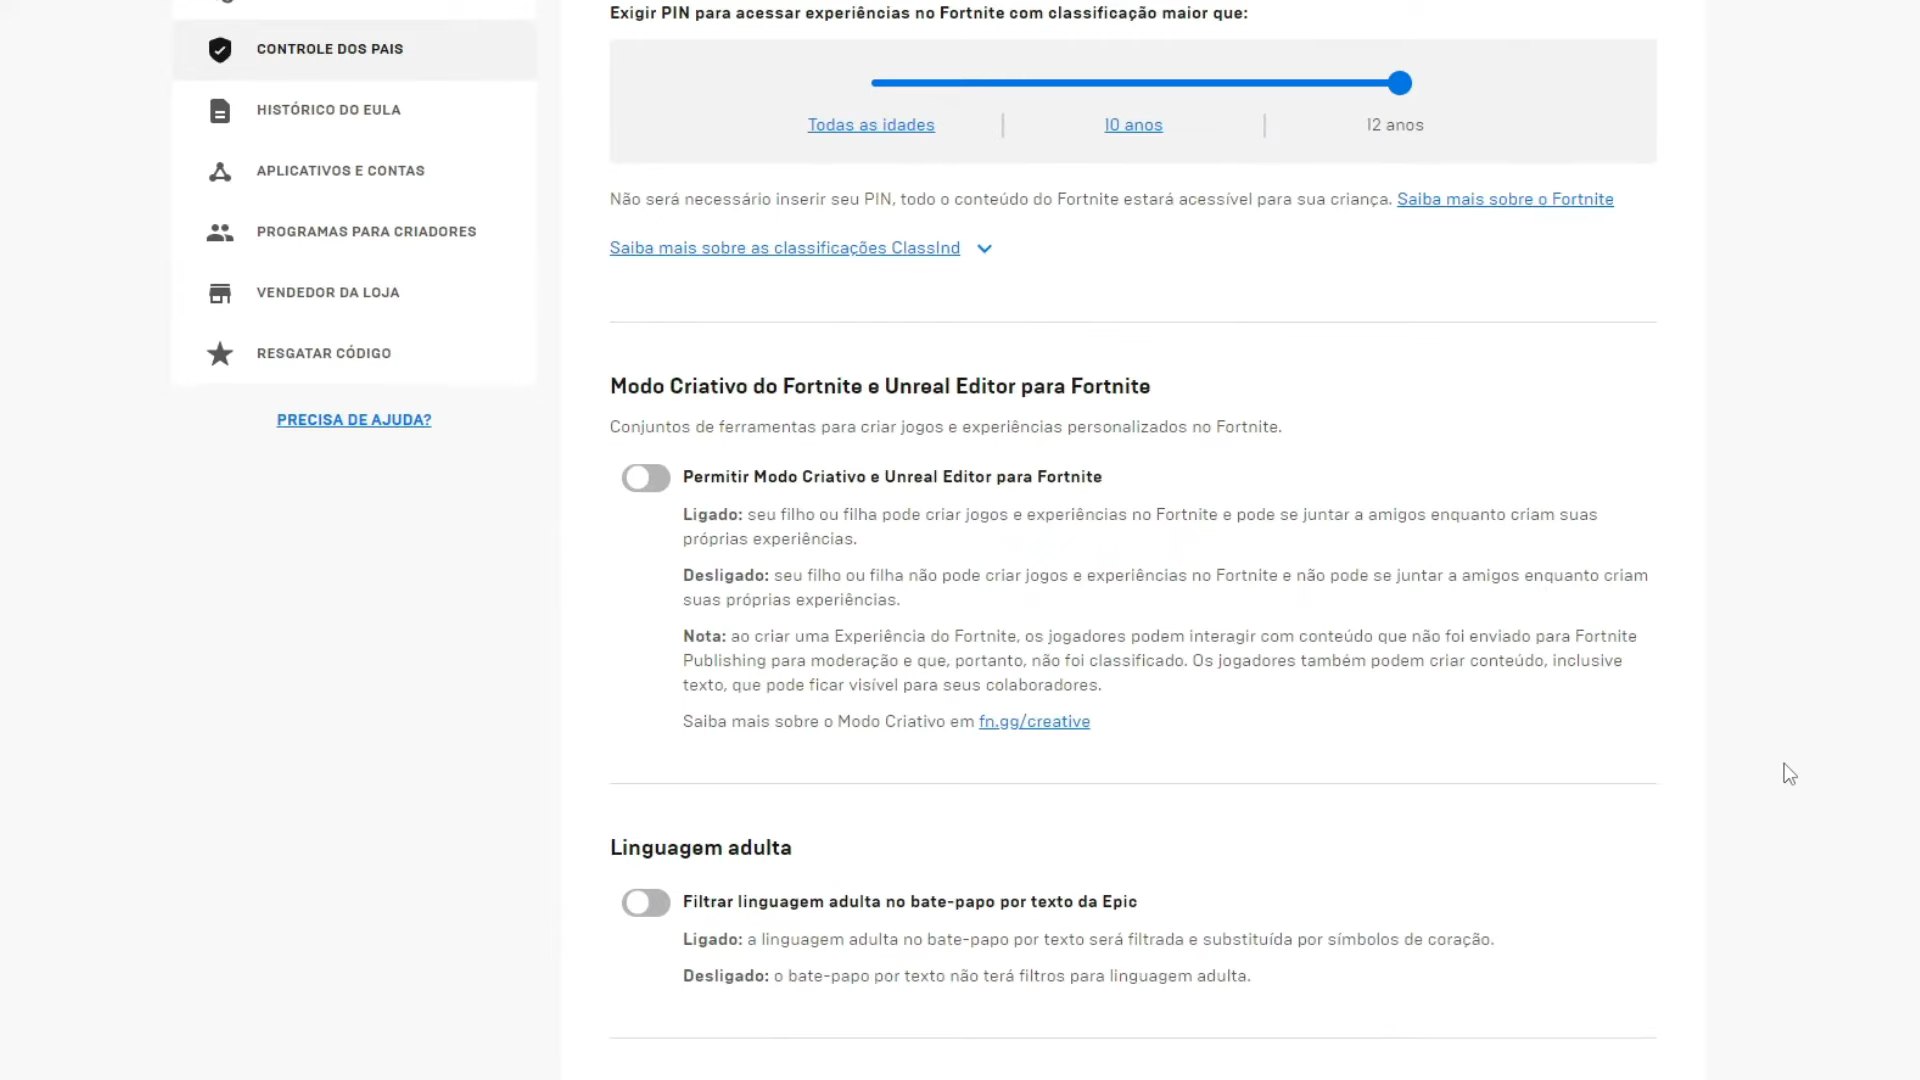 CONTROLE DOS PAIS
HISTÓRICO DO EULA
APLICATIVOS E CONTAS
PROGRAMAS PARA CRIADORES
VENDEDOR DA LOJA
RESGATAR CÓDIGO
PRECISA DE AJUDA?
Exigir PIN para acessar experiências no Fortnite com classificação maior que:
Todas as idades
10 anos
12 anos
Não será necessário inserir seu PIN, todo o conteúdo do Fortnite estará acessível para sua criança. Saiba mais sobre o Fortnite
Saiba mais sobre as classificações ClassInd
Modo Criativo do Fortnite e Unreal Editor para Fortnite
Conjuntos de ferramentas para criar jogos e experiências personalizados no Fortnite.
Permitir Modo Criativo e Unreal Editor para Fortnite
Ligado: seu filho ou filha pode criar jogos e experiências no Fortnite e pode se juntar a amigos enquanto criam suas
próprias experiências.
Desligado: seu filho ou filha não pode criar jogos e experiências no Fortnite e não pode se juntar a amigos enquanto criam
suas próprias experiências.
Nota: ao criar uma Experiência do Fortnite, os jogadores podem interagir com conteúdo que não foi enviado para Fortnite
Publishing para moderação e que, portanto, não foi classificado. Os jogadores também podem criar conteúdo, inclusive
texto, que pode ficar visível para seus colaboradores.
Saiba mais sobre o Modo Criativo em fn.gg/creative
Linguagem adulta
Filtrar linguagem adulta no bate-papo por texto da Epic
Ligado: a linguagem adulta no bate-papo por texto será filtrada e substituída por símbolos de coração.
Desligado: o bate-papo por texto não terá filtros para linguagem adulta.